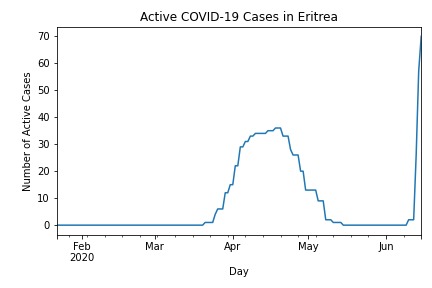 Active COVID-19 Cases in Eritrea
70
60
50
40
30
20
10
0
Number of Active Cases
Feb
2020
Mar
Apr
May
Jun
Day